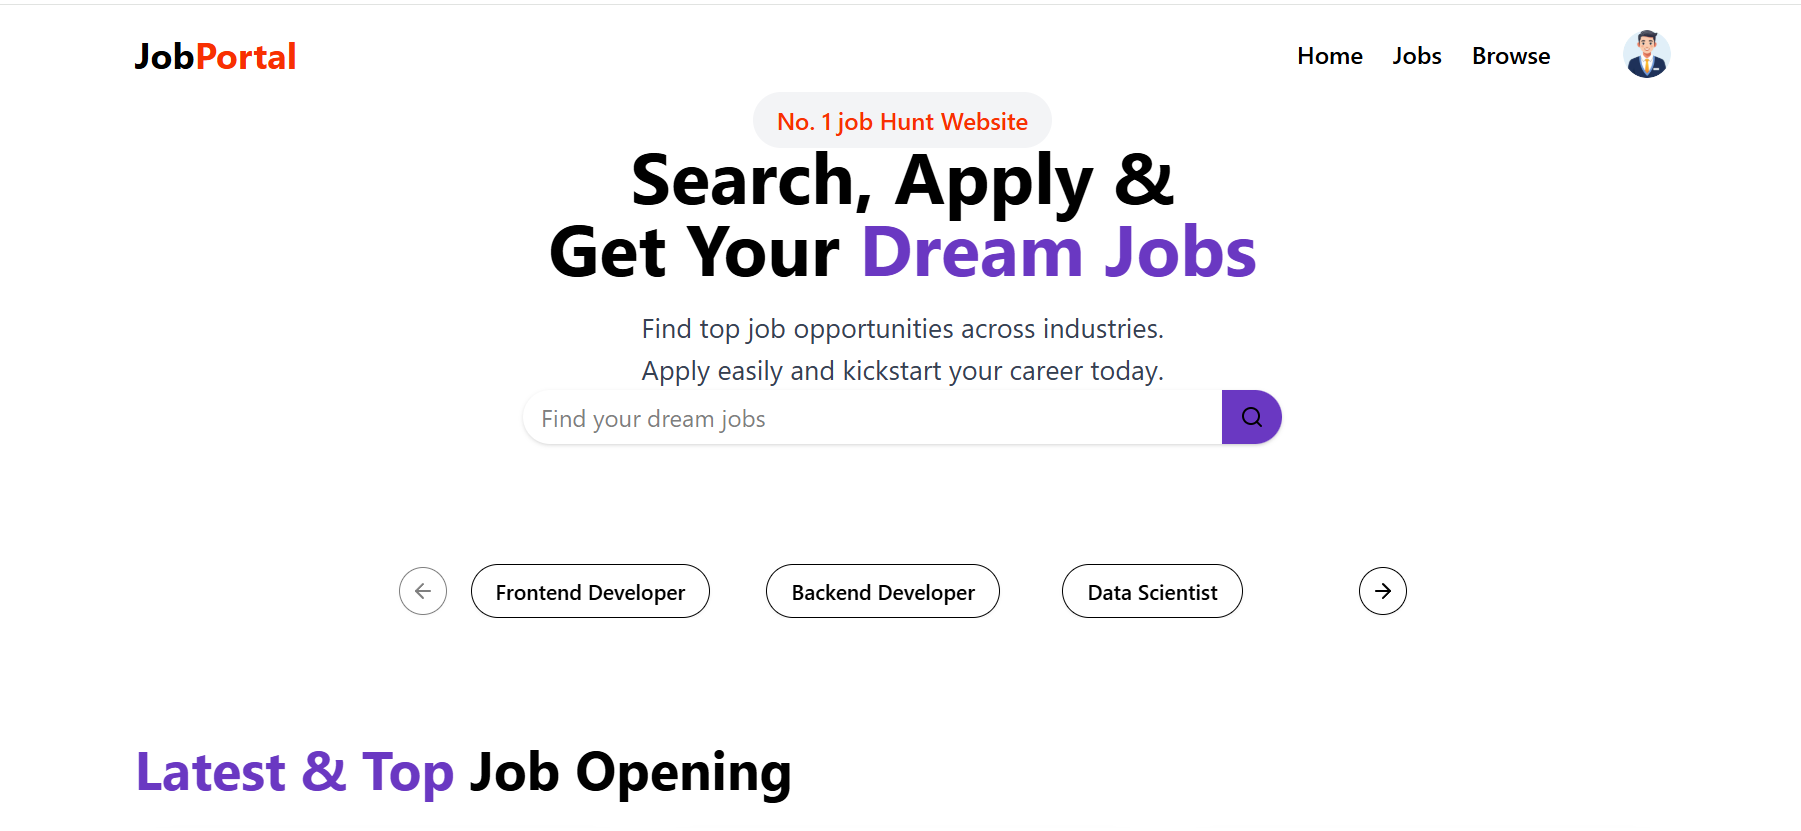 JobPortal
Home Jobs Browse
No. 1 job Hunt Website
Search, Apply &
Get Your Dream Jobs
Find top job opportunities across industries.
Apply easily and kickstart your career today.
Find your dream jobs
Frontend Developer Backend Developer Data Scientist
Latest & Top Job Opening